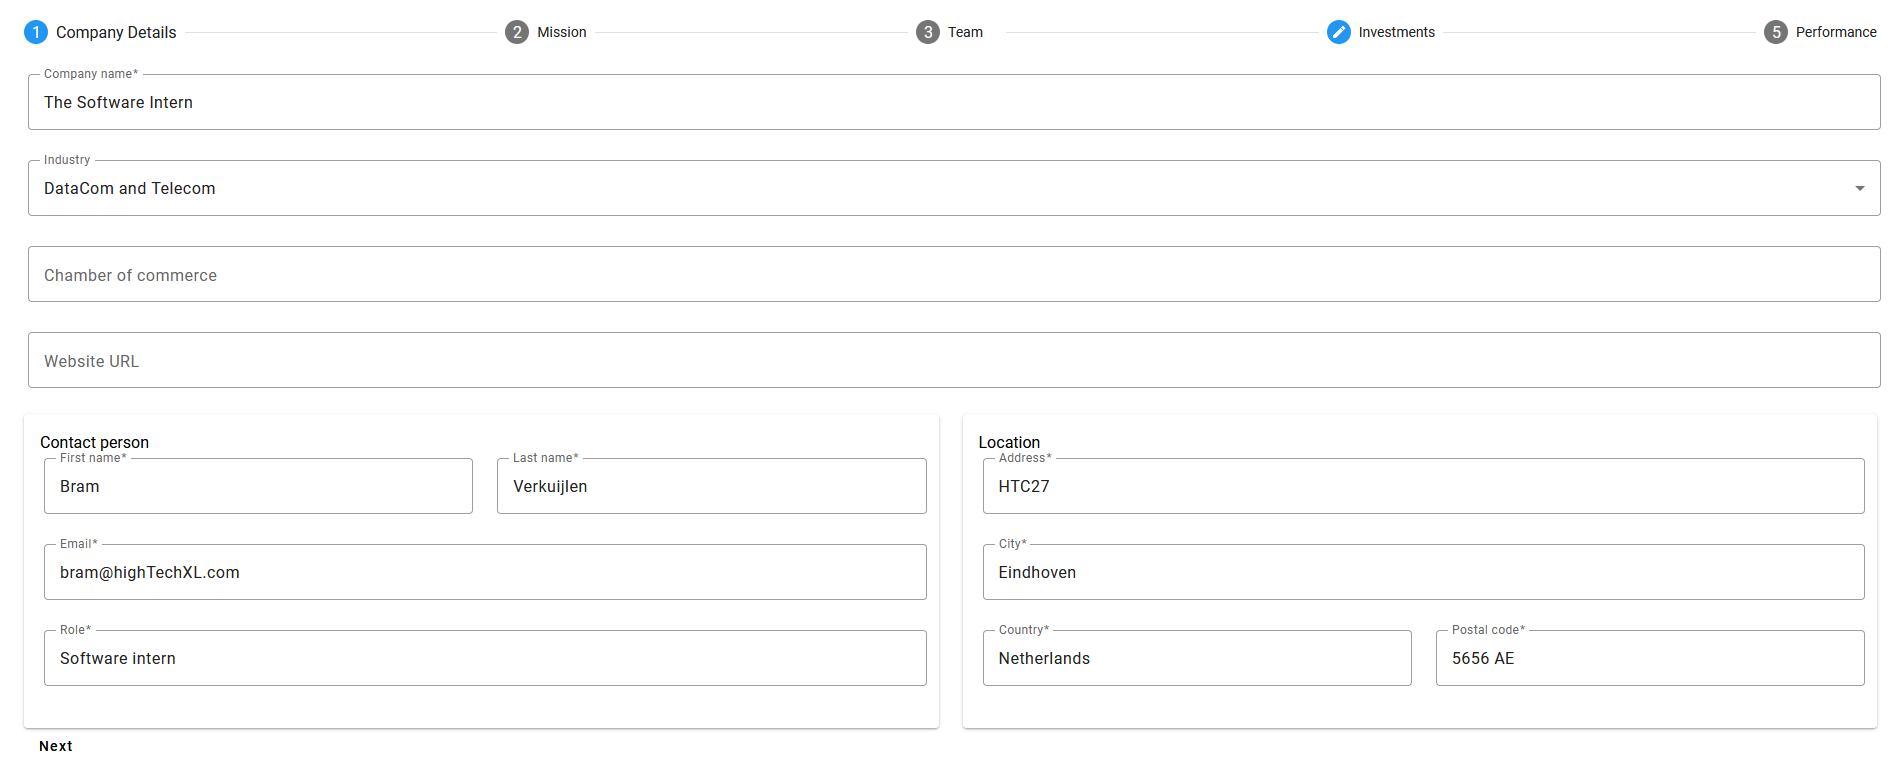 1 Company Details 2 Mission 3 Team Investments 5 Performance
Company name*
The Software Intern
Industry
DataCom and Telecom
Chamber of commerce
Website URL
Contact person
First name* Last name*
Bram Verkuijlen
Email*
bram@highTechXL.com
Role*
Software intern
Location
Address*
HTC27
City*
Eindhoven
Country* Postal code*
Netherlands 5656 AE
Next